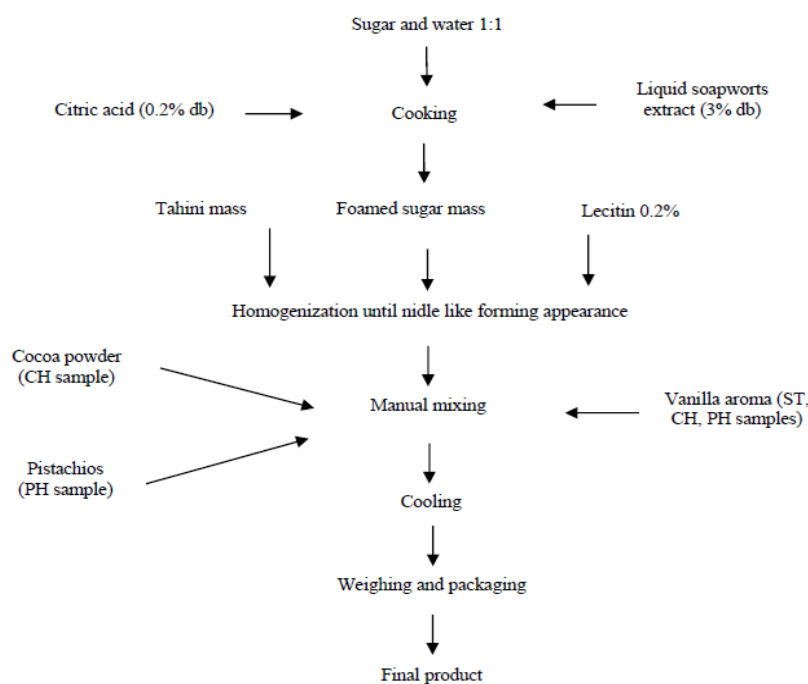 Sugar and water 1:1
Citric acid (0.2% db)
Cooking
Liquid soapworts
extract (3% db)
Tahini mass
Foamed sugar mass
Lecitin 0.2%
Homogenization until nidle like forming appearance
Cocoa powder
(CH sample)
Manual mixing
Vanilla aroma (ST,
CH, PH samples)
Pistachios
(PH sample)
Cooling
Weighing and packaging
Final product